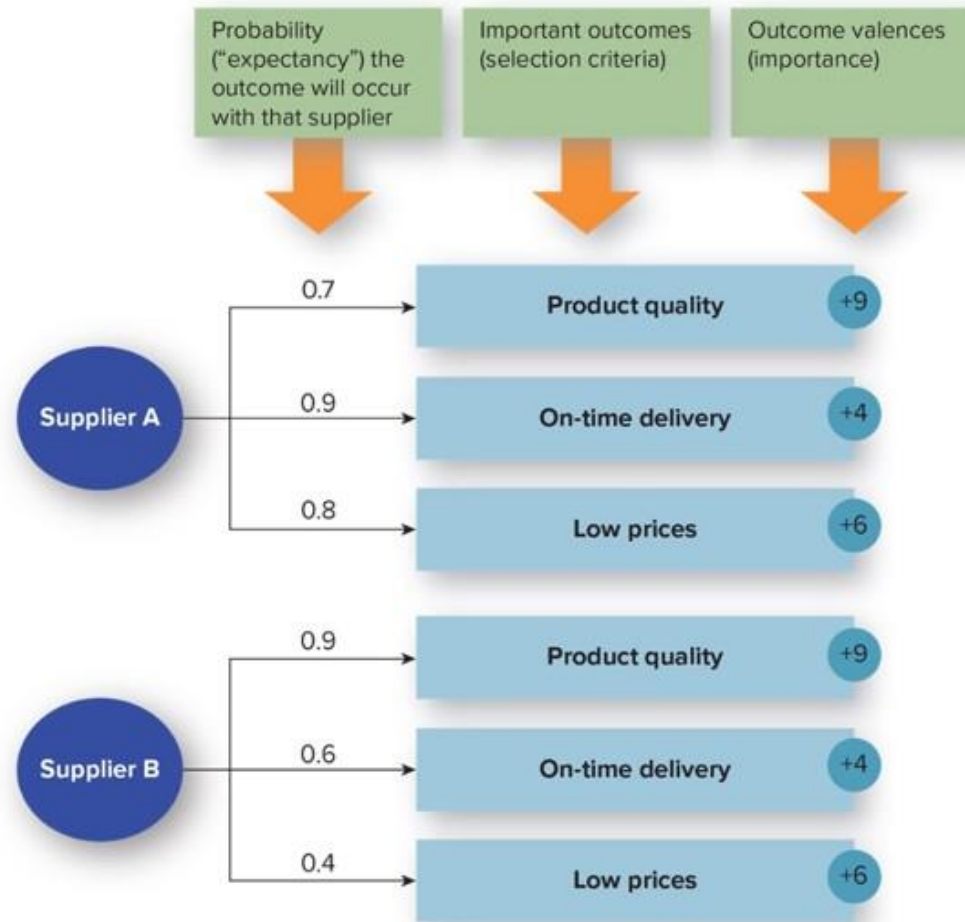 Probability
("expectancy") the
outcome will occur
with that supplier
Important outcomes
(selection criteria)
Outcome valences
(importance)
Supplier A
0.7
Product quality
+9
0.9
On-time delivery
+4
0.8
Low prices
+6
Supplier B
0.9
Product quality
+9
0.6
On-time delivery
+4
0.4
Low prices
+6